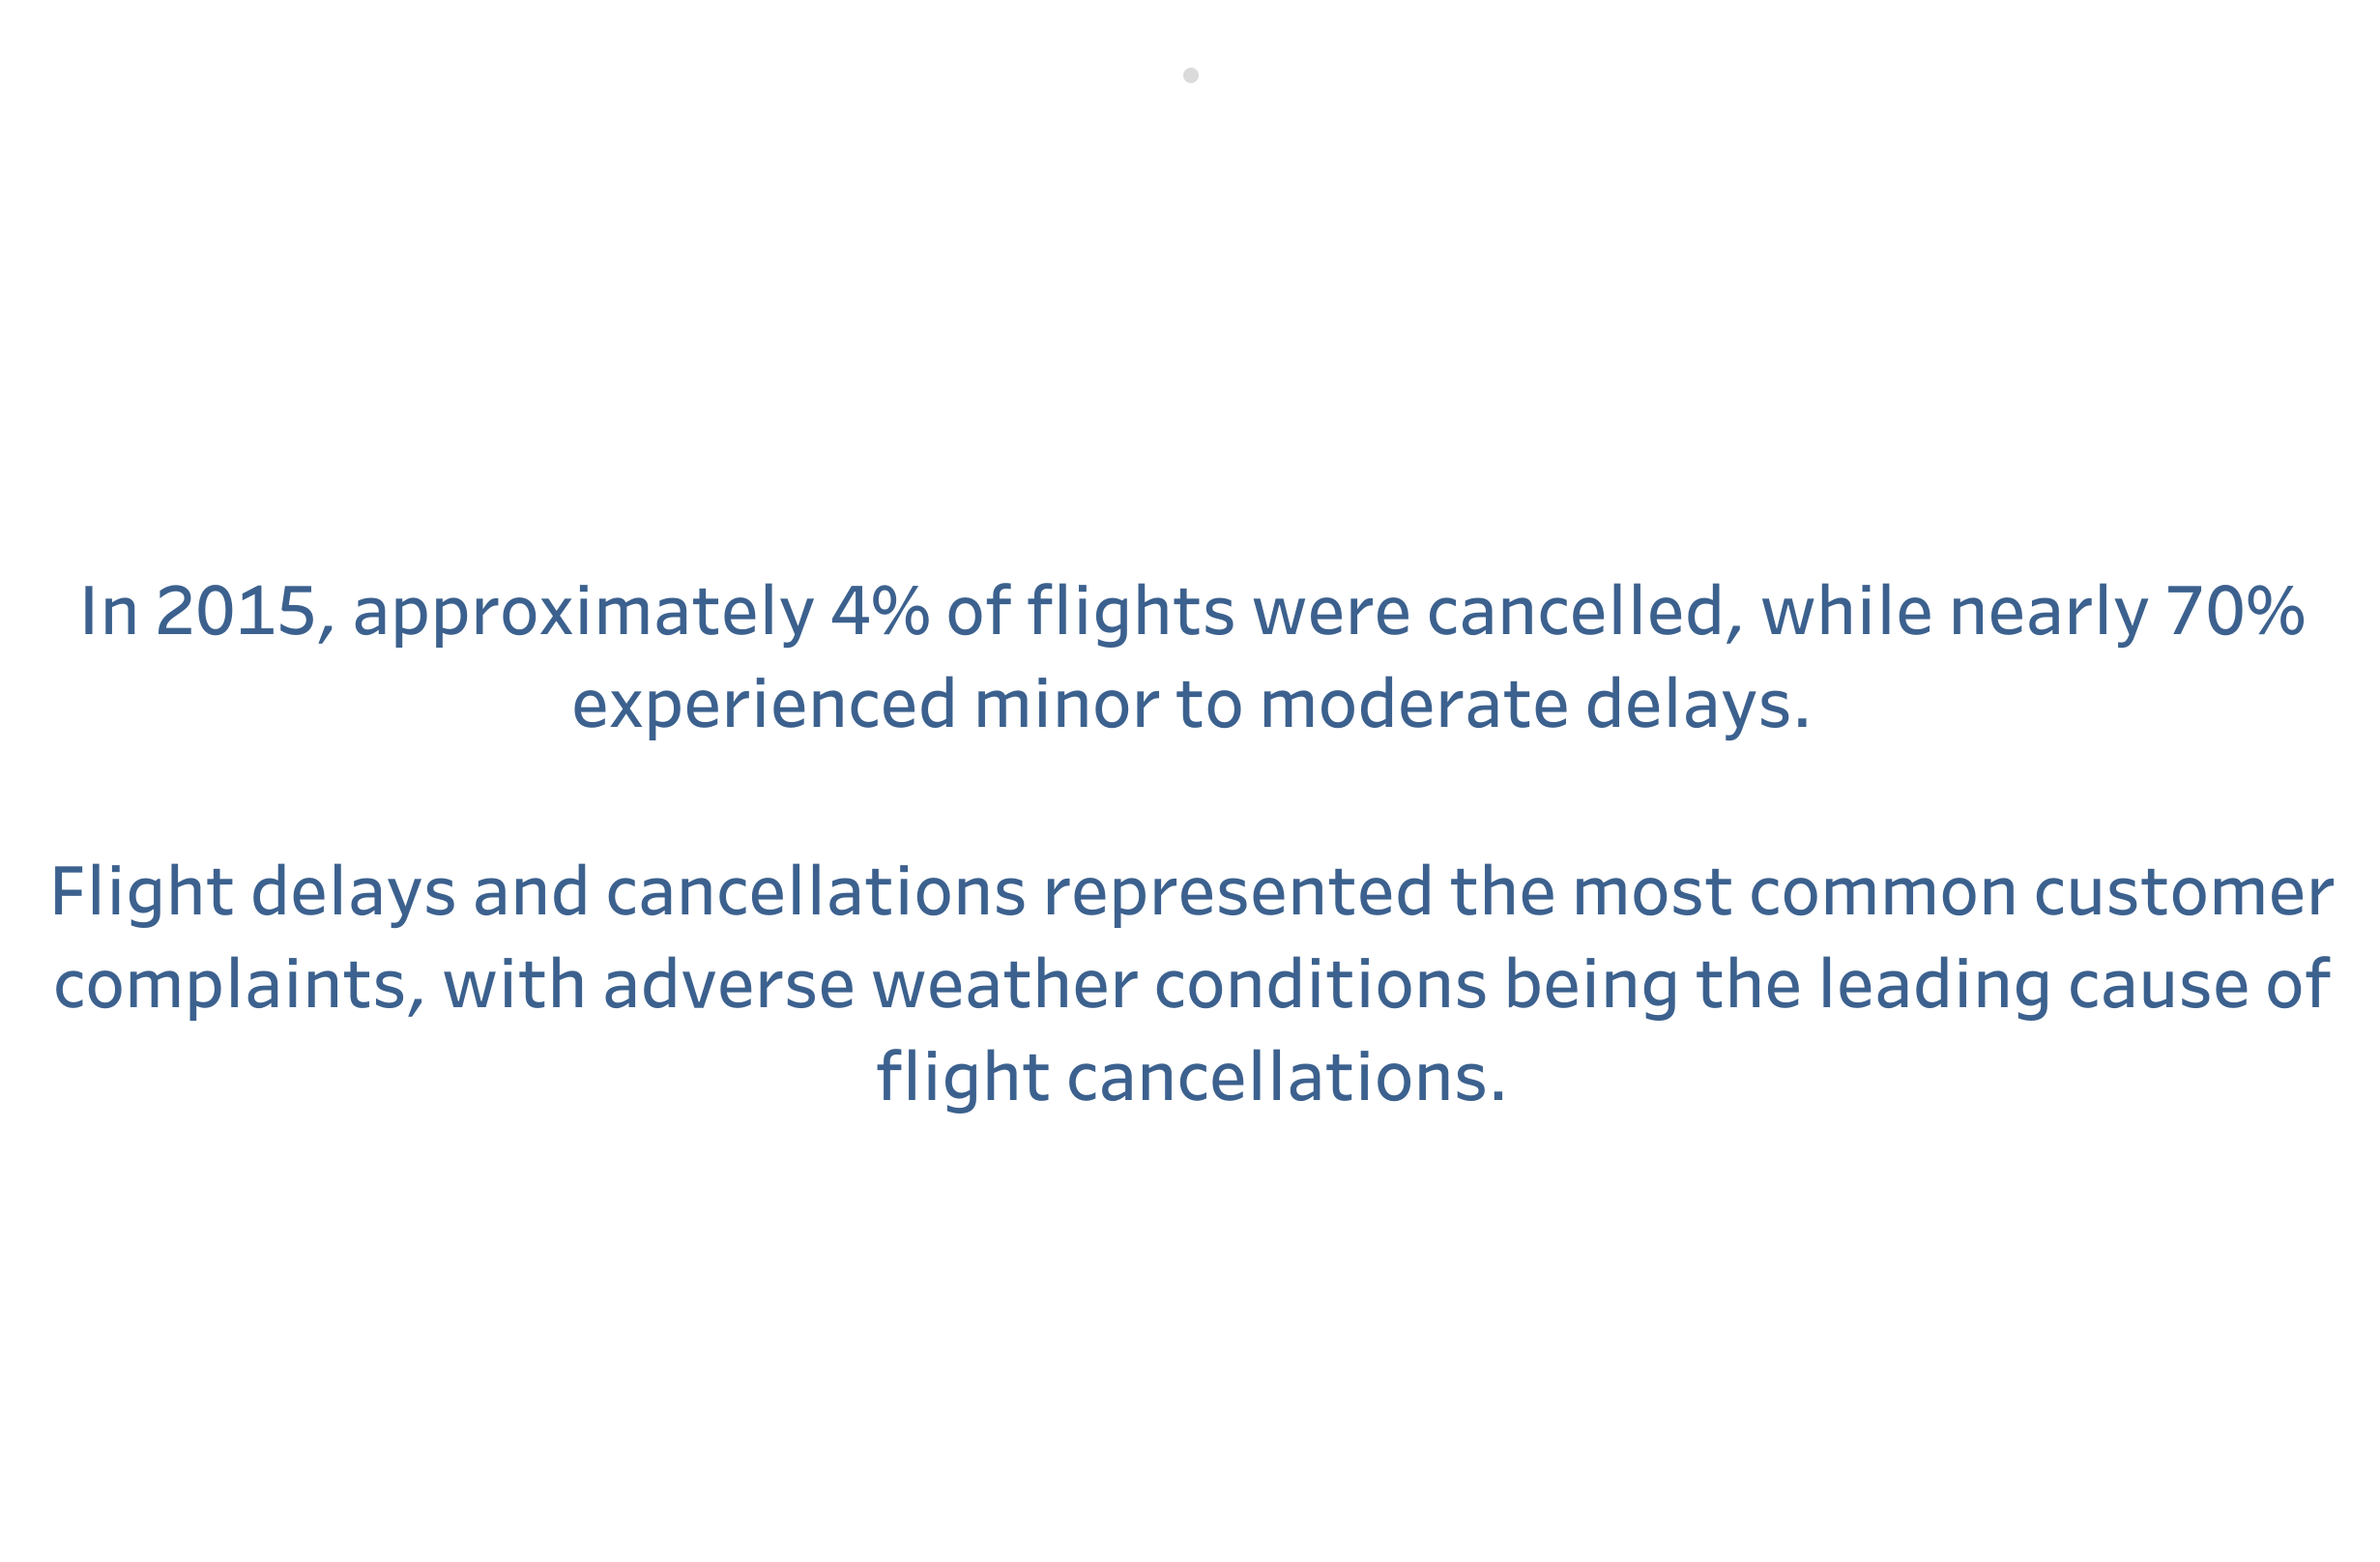 In 2015, approximately 4% of flights were cancelled, while nearly 70%
experienced minor to moderate delays.
Flight delays and cancellations represented the most common customer
complaints, with adverse weather conditions being the leading cause of
flight cancellations.